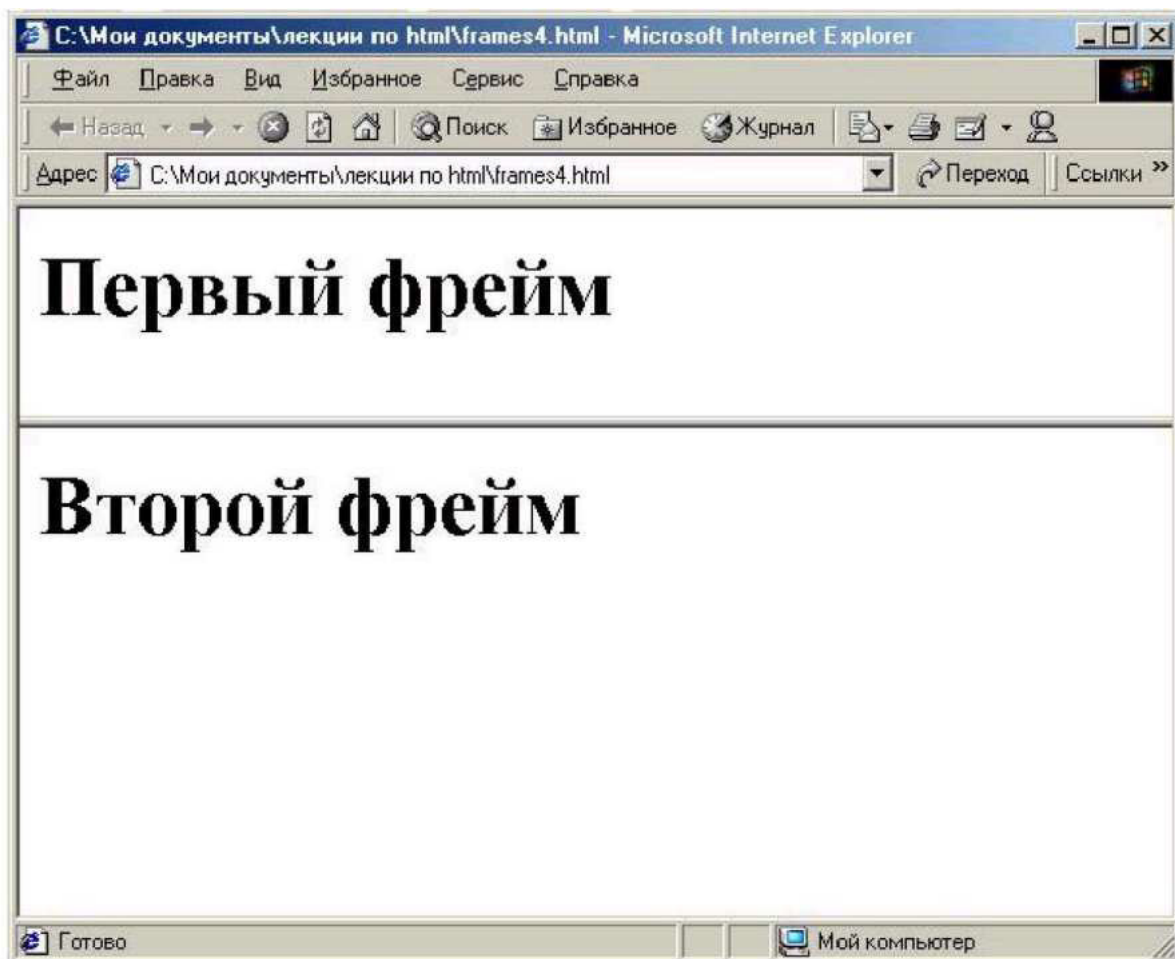 C:\Мои документы\лекции по html\frames4.html - Microsoft Internet Explorer
Файл Правка Вид Избранное Сервис Справка
Назад Поиск Избранное Журнал
Адрес C:\Мои документы\лекции по html\frames4.html Переход Ссылки »
Первый фрейм
Второй фрейм
Готово Мой компьютер